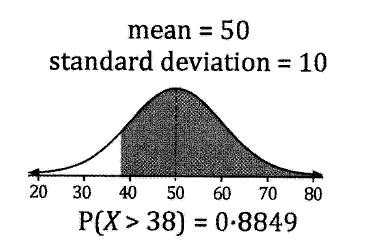 mean = 50
standard deviation = 10
20 30 40 50 60 70 80
P(X > 38) = 0·8849